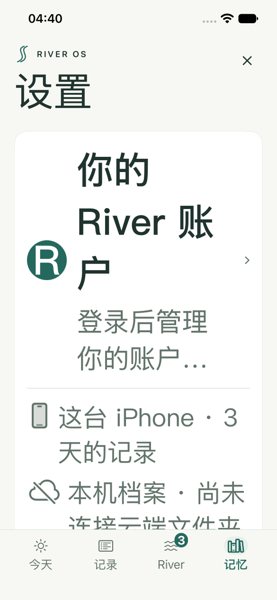 04:40
RIVER OS
设置
你的
River 账
户
R
登录后管理
你的账户…
这台 iPhone · 3
天的记录
本机档案 · 尚未
连接云端文件夹
今天
记录
3
River
记忆